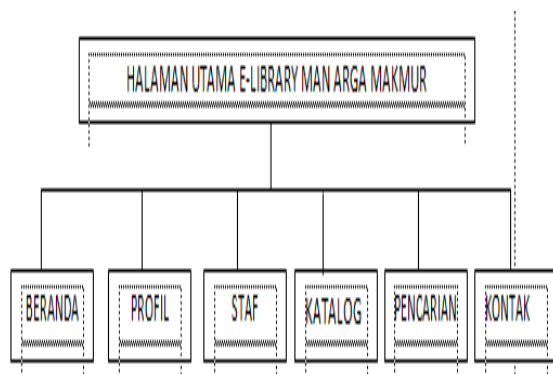 HALAMAN UTAMA E-LIBRARY MAN ARGA MAKMUR
BERANDA
PROFIL
STAF
KATALOG
PENCARIAN
KONTAK